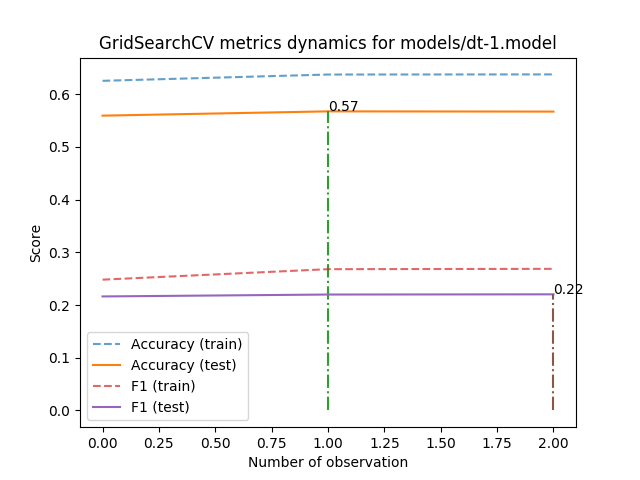 GridSearchCV metrics dynamics for models/dt-1.model
Score
0.6
0.5
0.4
0.3
0.2
0.1
0.0
0.57
0.22
Accuracy (train)
Accuracy (test)
F1 (train)
F1 (test)
0.00 0.25 0.50 0.75 1.00 1.25 1.50 1.75 2.00
Number of observation